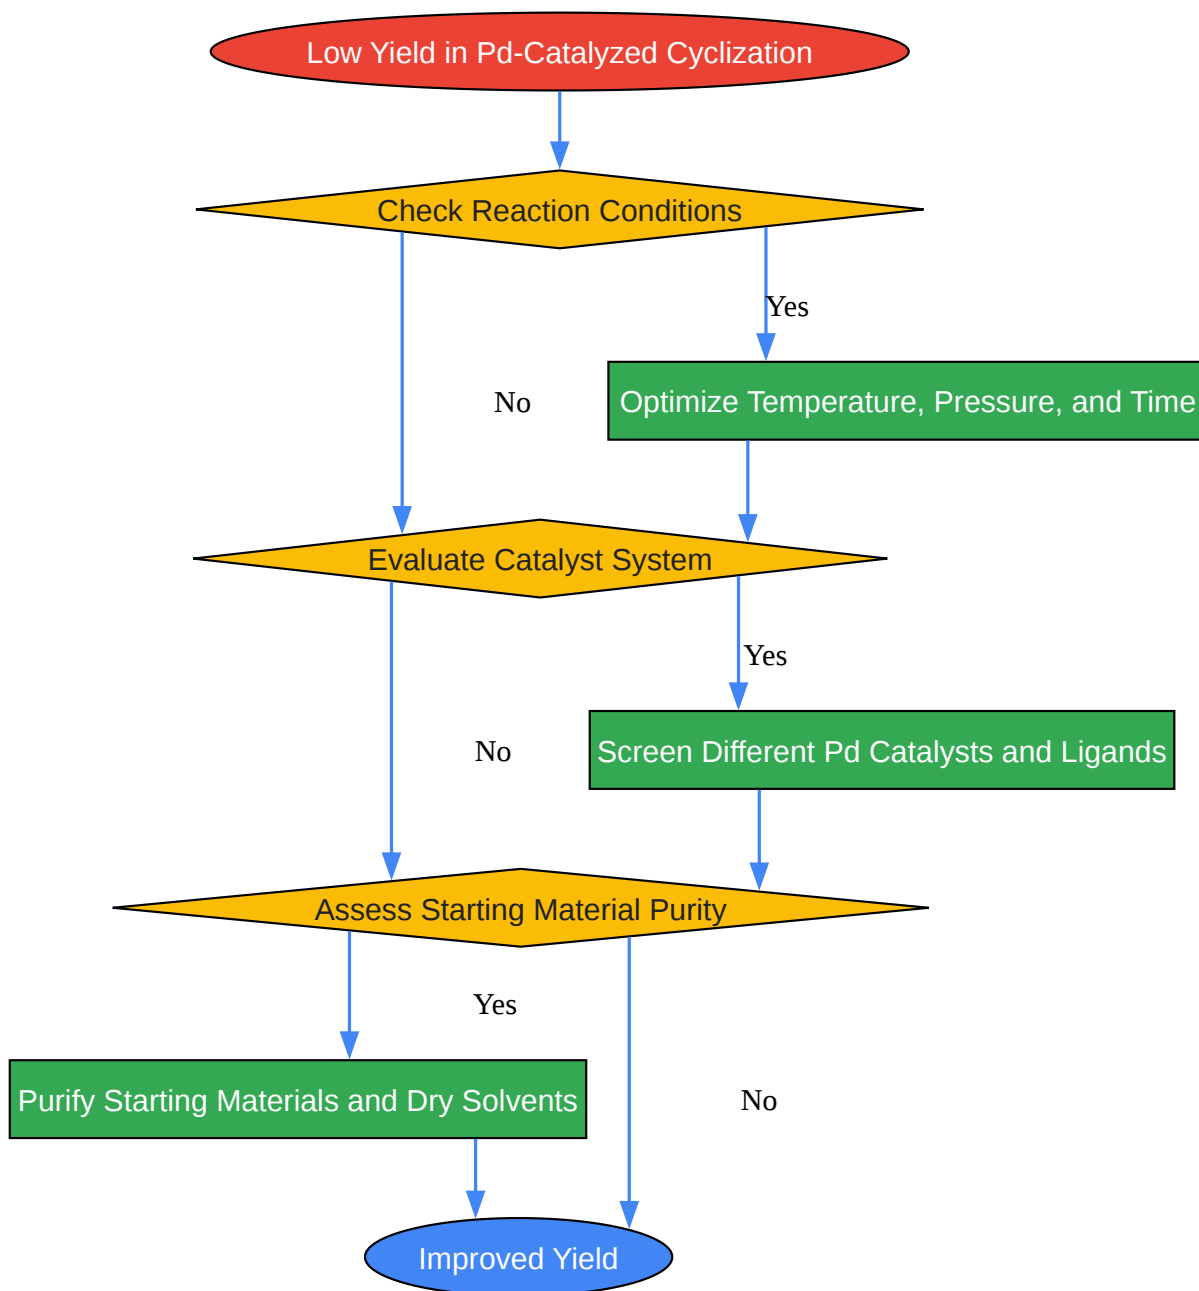 Low Yield in Pd-Catalyzed Cyclization
Check Reaction Conditions
Yes
No
Optimize Temperature, Pressure, and Time
Evaluate Catalyst System
Yes
No
Screen Different Pd Catalysts and Ligands
Assess Starting Material Purity
Yes
Purify Starting Materials and Dry Solvents
No
Improved Yield